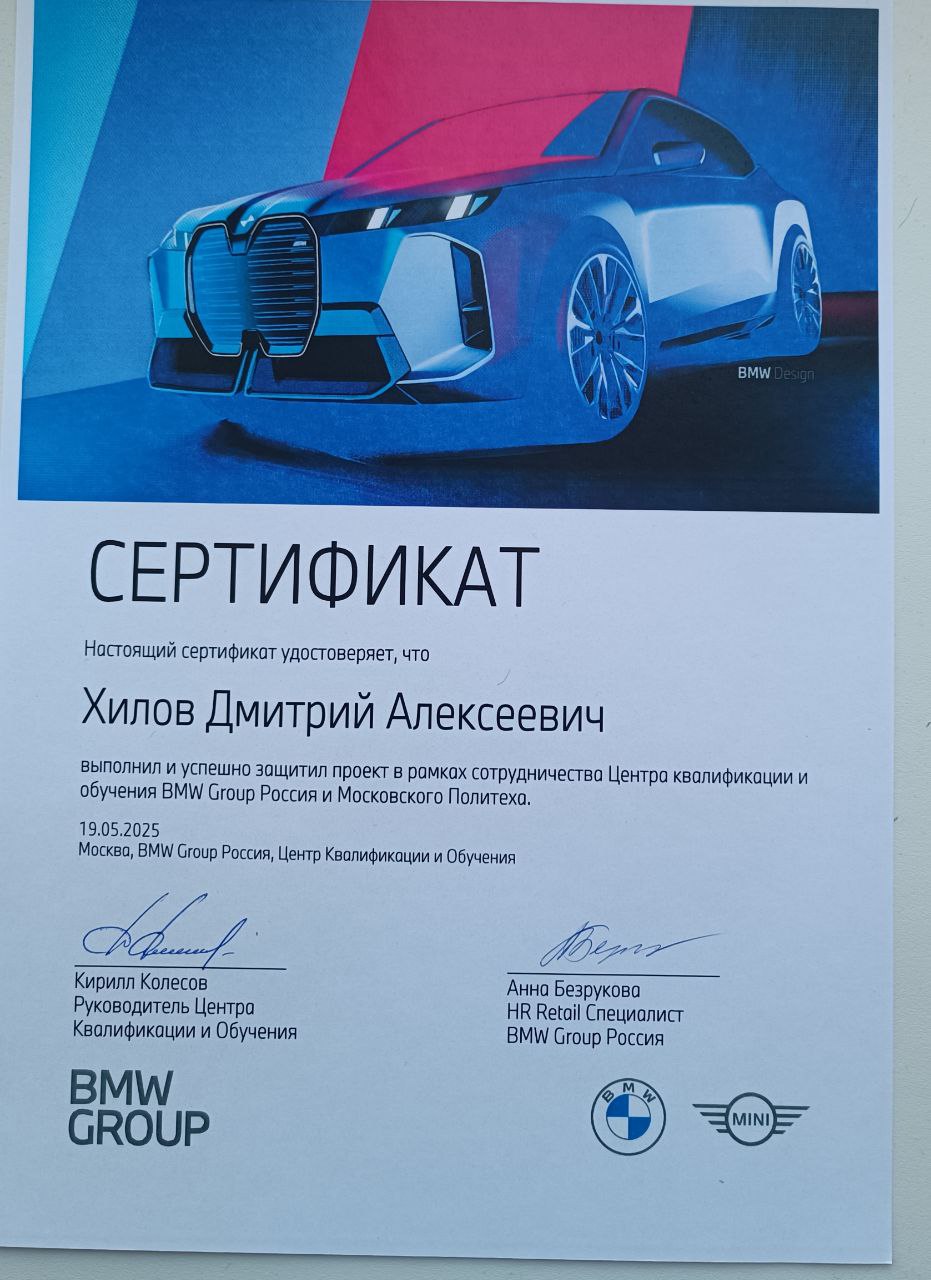 BMW Design
СЕРТИФИКАТ
Настоящий сертификат удостоверяет, что
Хилов Дмитрий Алексеевич
выполнил и успешно защитил проект в рамках сотрудничества Центра квалификации и
обучения BMW Group Россия и Московского Политеха.
19.05.2025
Москва, BMW Group Россия, Центр Квалификации и Обучения
Кирилл Колесов
Руководитель Центра
Квалификации и Обучения
Анна Безрукова
HR Retail Специалист
BMW Group Россия
BMW
GROUP
BMW
MINI